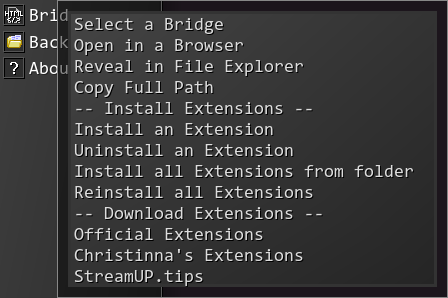 Brid
Select a Bridge
Open in a Browser
Back
Reveal in File Explorer
Abou
Copy Full Path
-- Install Extensions --
Install an Extension
Uninstall an Extension
Install all Extensions from folder
Reinstall all Extensions
-- Download Extensions --
Official Extensions
Christinna's Extensions
StreamUP.tips